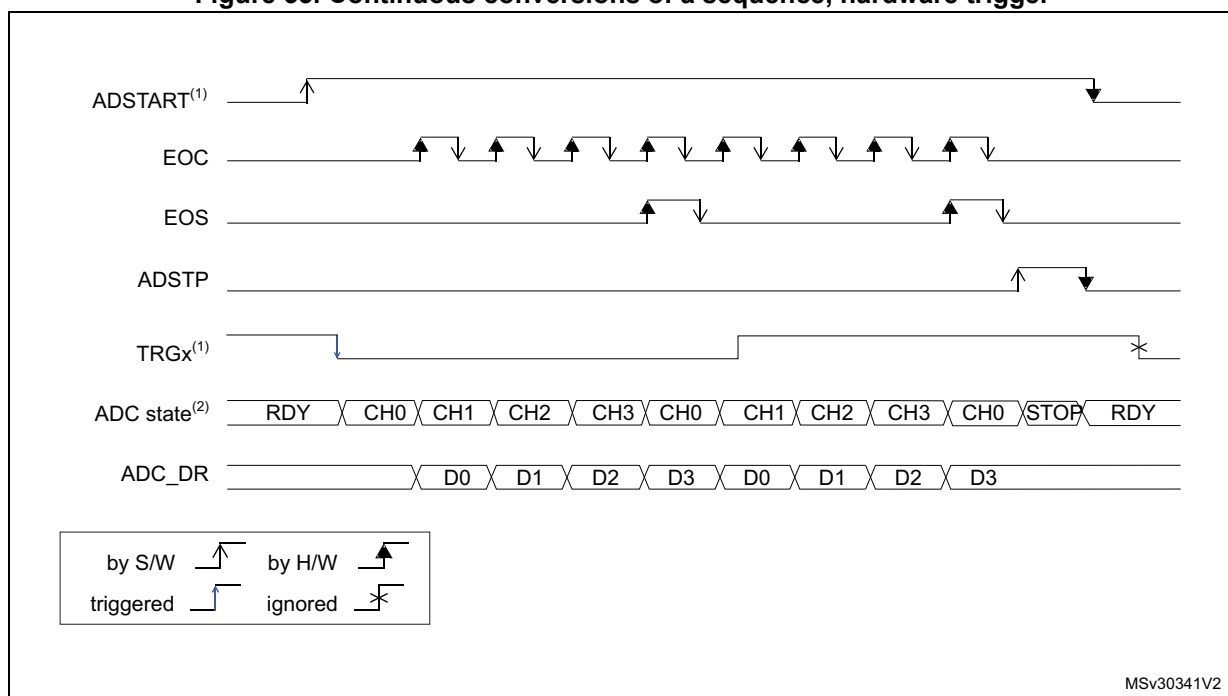 ADSTART(1)
EOC
EOS
ADSTP
TRGx(1)
ADC state(2) RDY CH0 CH1 CH2 CH3 CH0 CH1 CH2 CH3 CH0 STOP RDY
ADC_DR D0 D1 D2 D3 D0 D1 D2 D3
by S/W by H/W
triggered ignored
MSv30341V2